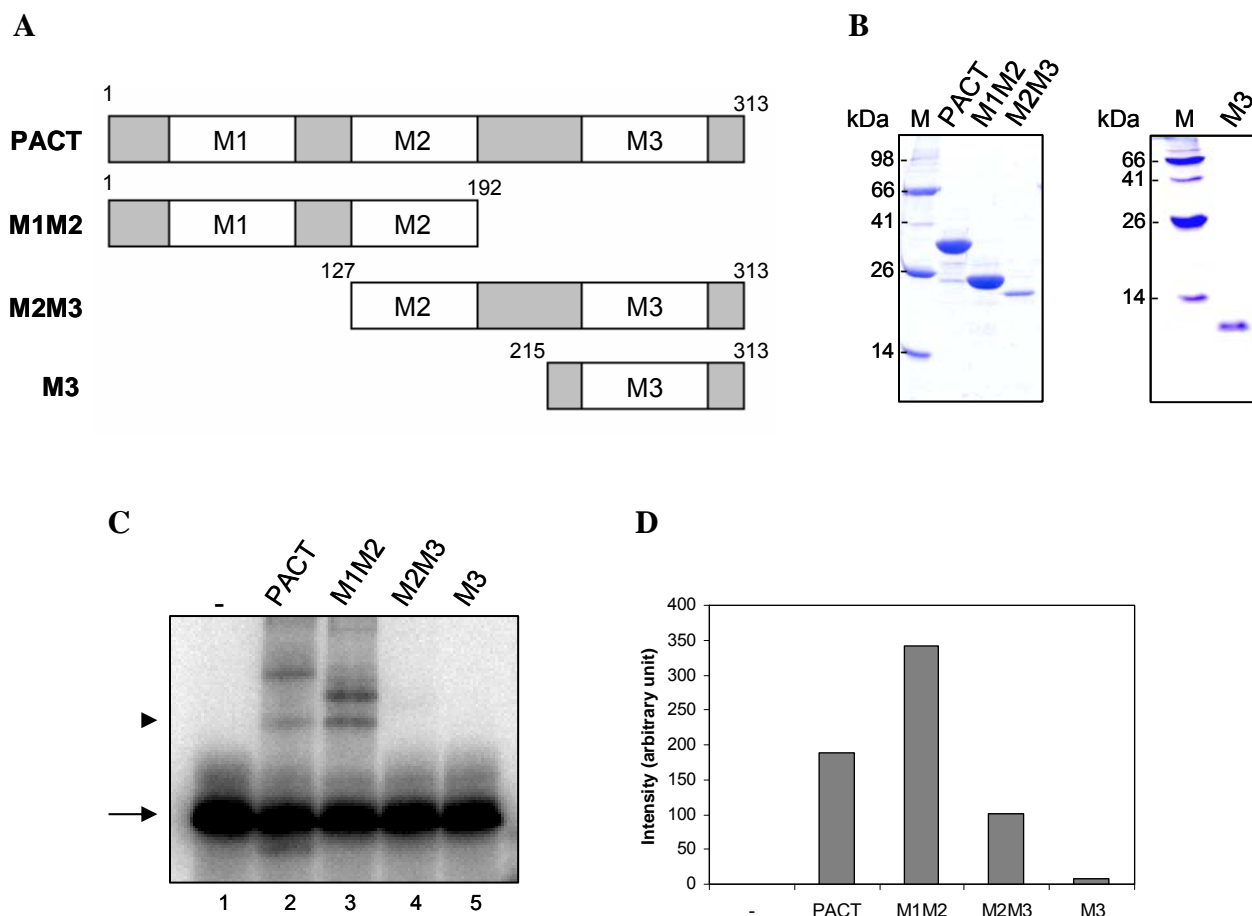 A
1
313
PACT
M1
M2
M3
1
192
M1M2
M1
M2
127
313
M2M3
M2
M3
215
313
M3
M3
B
kDa
M
PACT
M1M2
M2M3
98
66
41
26
14
kDa
M
M3
66
41
26
14
C
-
PACT
M1M2
M2M3
M3
1 2 3 4 5
D
Intensity (arbitrary unit)
400
350
300
250
200
150
100
50
0
- PACT M1M2 M2M3 M3